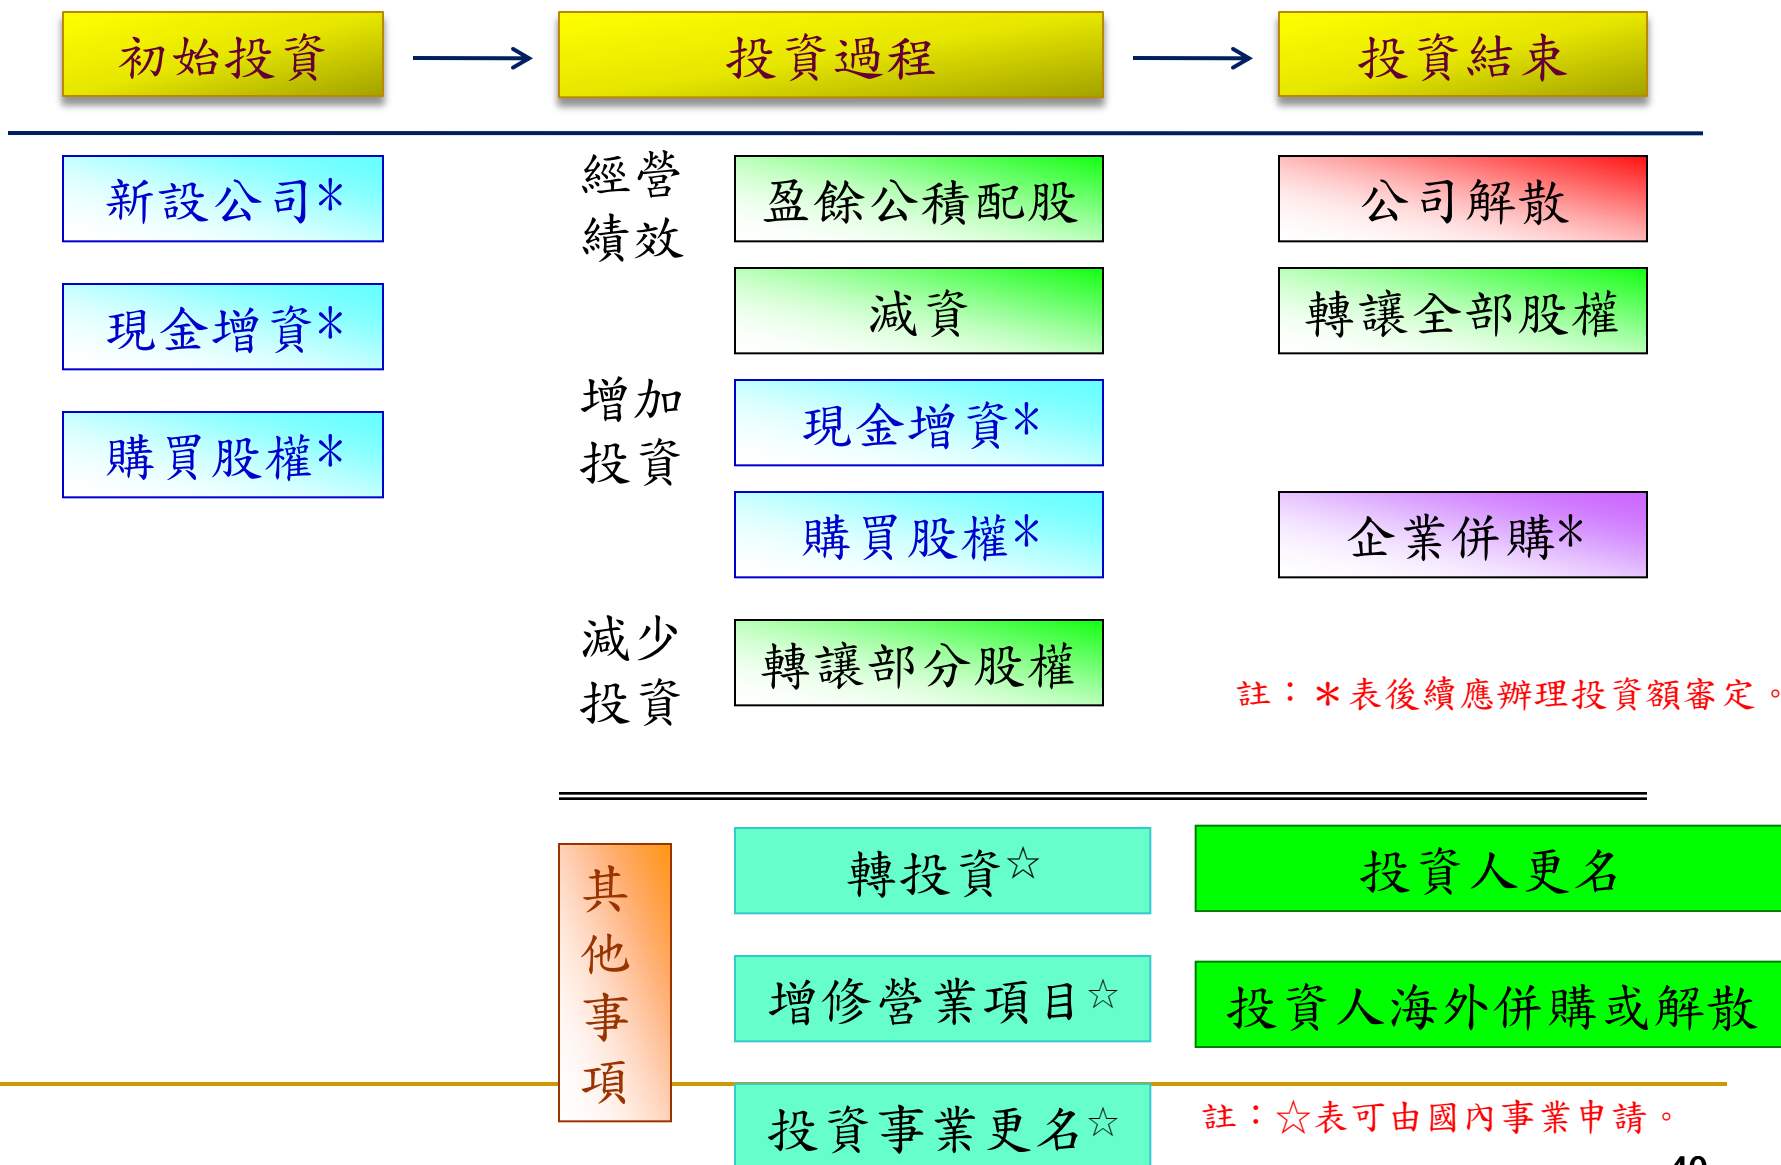 初始投資
投資過程
投資結束
新設公司*
現金增資*
購買股權*
經營
績效
盈餘公積配股
減資
增加
投資
現金增資*
購買股權*
減少
投資
轉讓部分股權
公司解散
轉讓全部股權
企業併購*
註：＊表後續應辦理投資額審定。
其
他
事
項
轉投資☆
增修營業項目☆
投資事業更名☆
投資人更名
投資人海外併購或解散
註：☆表可由國內事業申請。